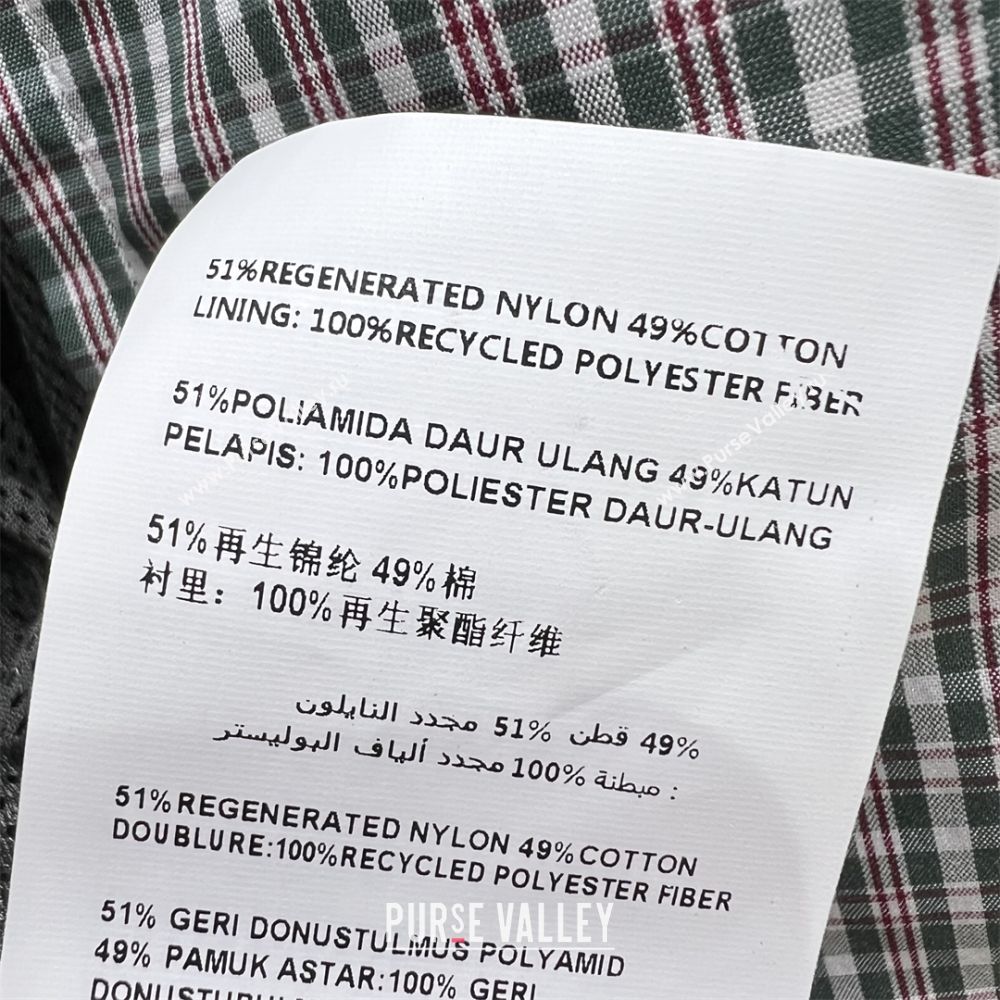 51%REGENERATED NYLON 49%COTTON
LINING: 100%RECYCLED POLYESTER FIBER
51%POLIAMIDA DAUR ULANG 49%KATUN
PELAPIS: 100%POLIESTER DAUR-ULANG
51%再生锦纶 49%棉
衬里：100%再生聚酯纤维
49% قطن 51% مجدد النايلون
: مبطنة 100% مجدد ألياف البوليستر
51%REGENERATED NYLON 49%COTTON
DOUBLURE:100%RECYCLED POLYESTER FIBER
51% GERI DONUSTULMUS POLYAMID
49% PAMUK ASTAR:100% GERI
PURSE VALLEY